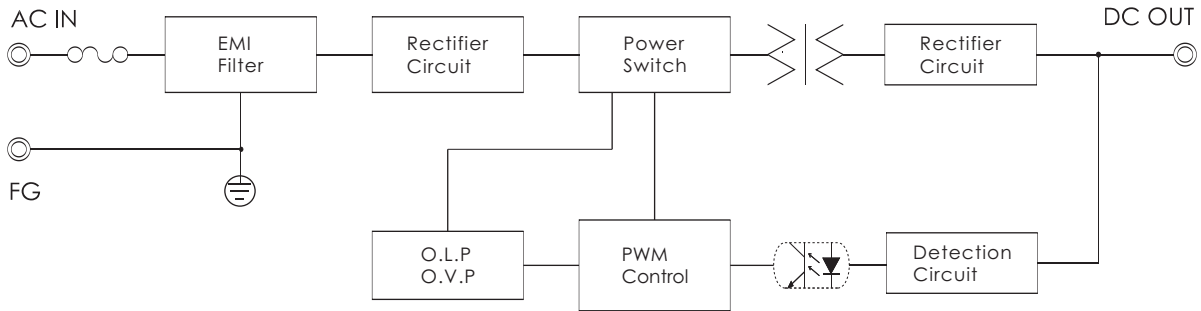 AC IN
DC OUT
EMI
Filter
Rectifier
Circuit
Power
Switch
Rectifier
Circuit
FG
O.L.P
O.V.P
PWM
Control
Detection
Circuit